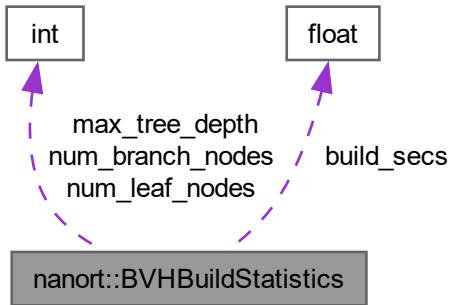 int
float
max_tree_depth
num_branch_nodes
num_leaf_nodes
build_secs
nanort::BVHBuildStatistics